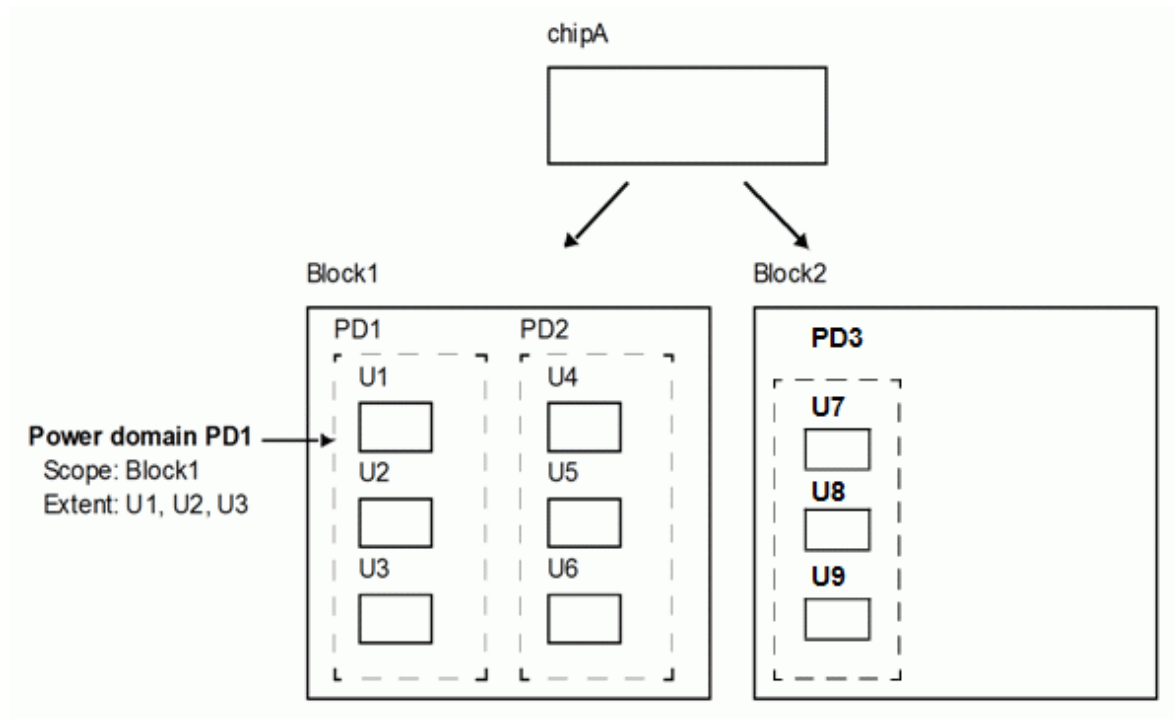 chipA
Block1
Block2
PD1
PD2
PD3
U1
U4
U7
Power domain PD1
Scope: Block1
Extent: U1, U2, U3
U2
U5
U8
U3
U6
U9